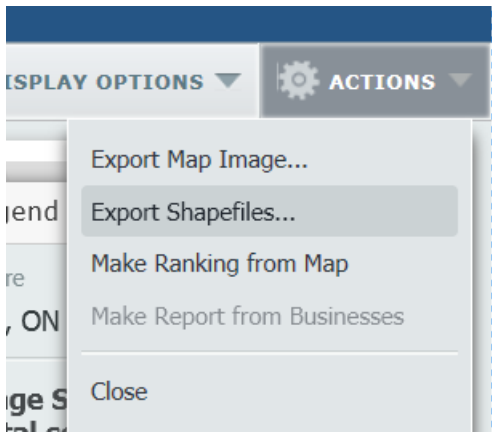 ISPLAY OPTIONS
ACTIONS
Export Map Image...
gend
Export Shapefiles...
re
Make Ranking from Map
, ON
Make Report from Businesses
Close
ge S